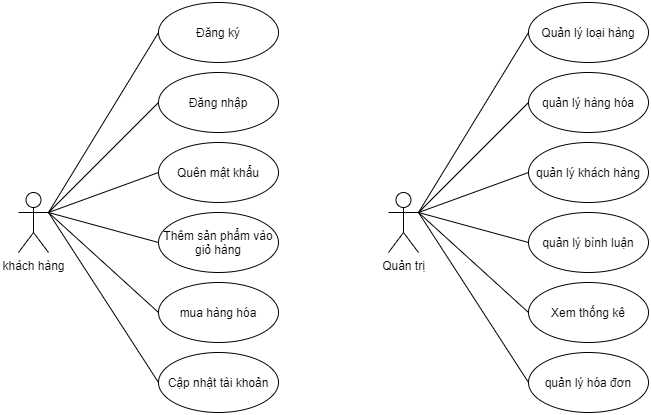 Đăng ký
Đăng nhập
Quên mật khẩu
Thêm sản phẩm vào
giỏ hàng
mua hàng hóa
Cập nhật tài khoản
khách hàng
Quản lý loại hàng
quản lý hàng hóa
quản lý khách hàng
quản lý bình luận
Xem thống kê
quản lý hóa đơn
Quản trị